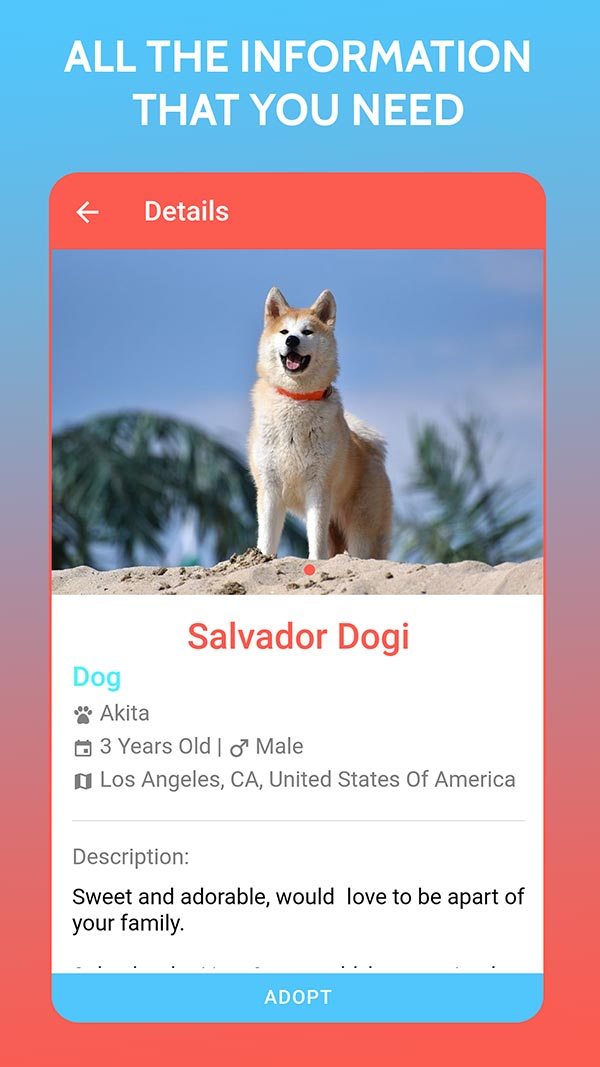 ALL THE INFORMATION
THAT YOU NEED
Details
Salvador Dogi
Dog
Akita
3 Years Old | Male
Los Angeles, CA, United States Of America
Description:
Sweet and adorable, would  love to be apart of
your family.
ADOPT